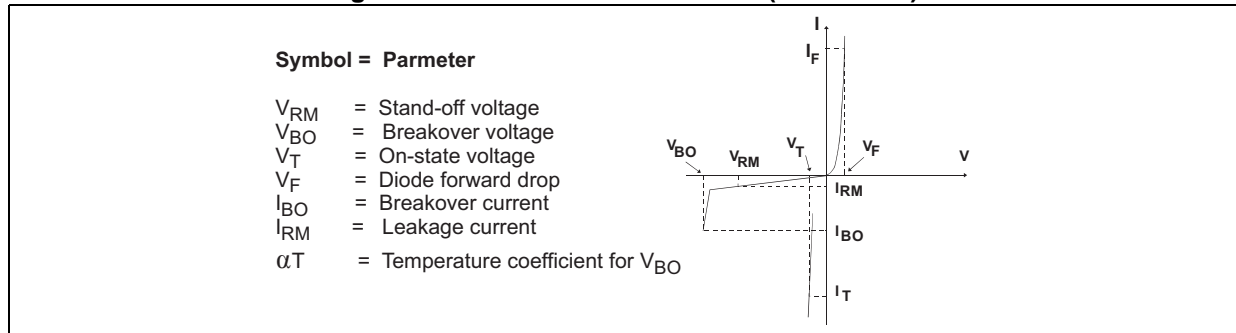 Symbol = Parmeter
VRM = Stand-off voltage
VBO = Breakover voltage
VT = On-state voltage
VF = Diode forward drop
IBO = Breakover current
IRM = Leakage current
αT = Temperature coefficient for VBO
I
IF
VBO
VRM
VT
VF
V
IRM
IBO
IT